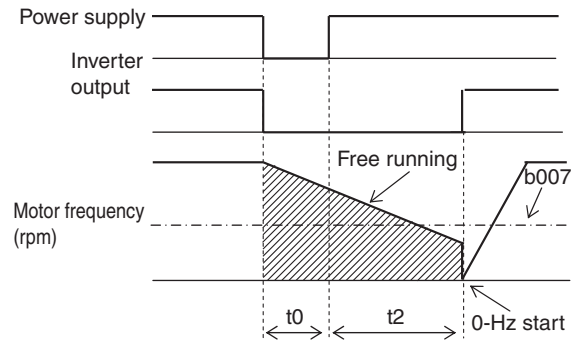 Power supply
Inverter
output
Free running
b007
Motor frequency
(rpm)
t0
t2
0-Hz start